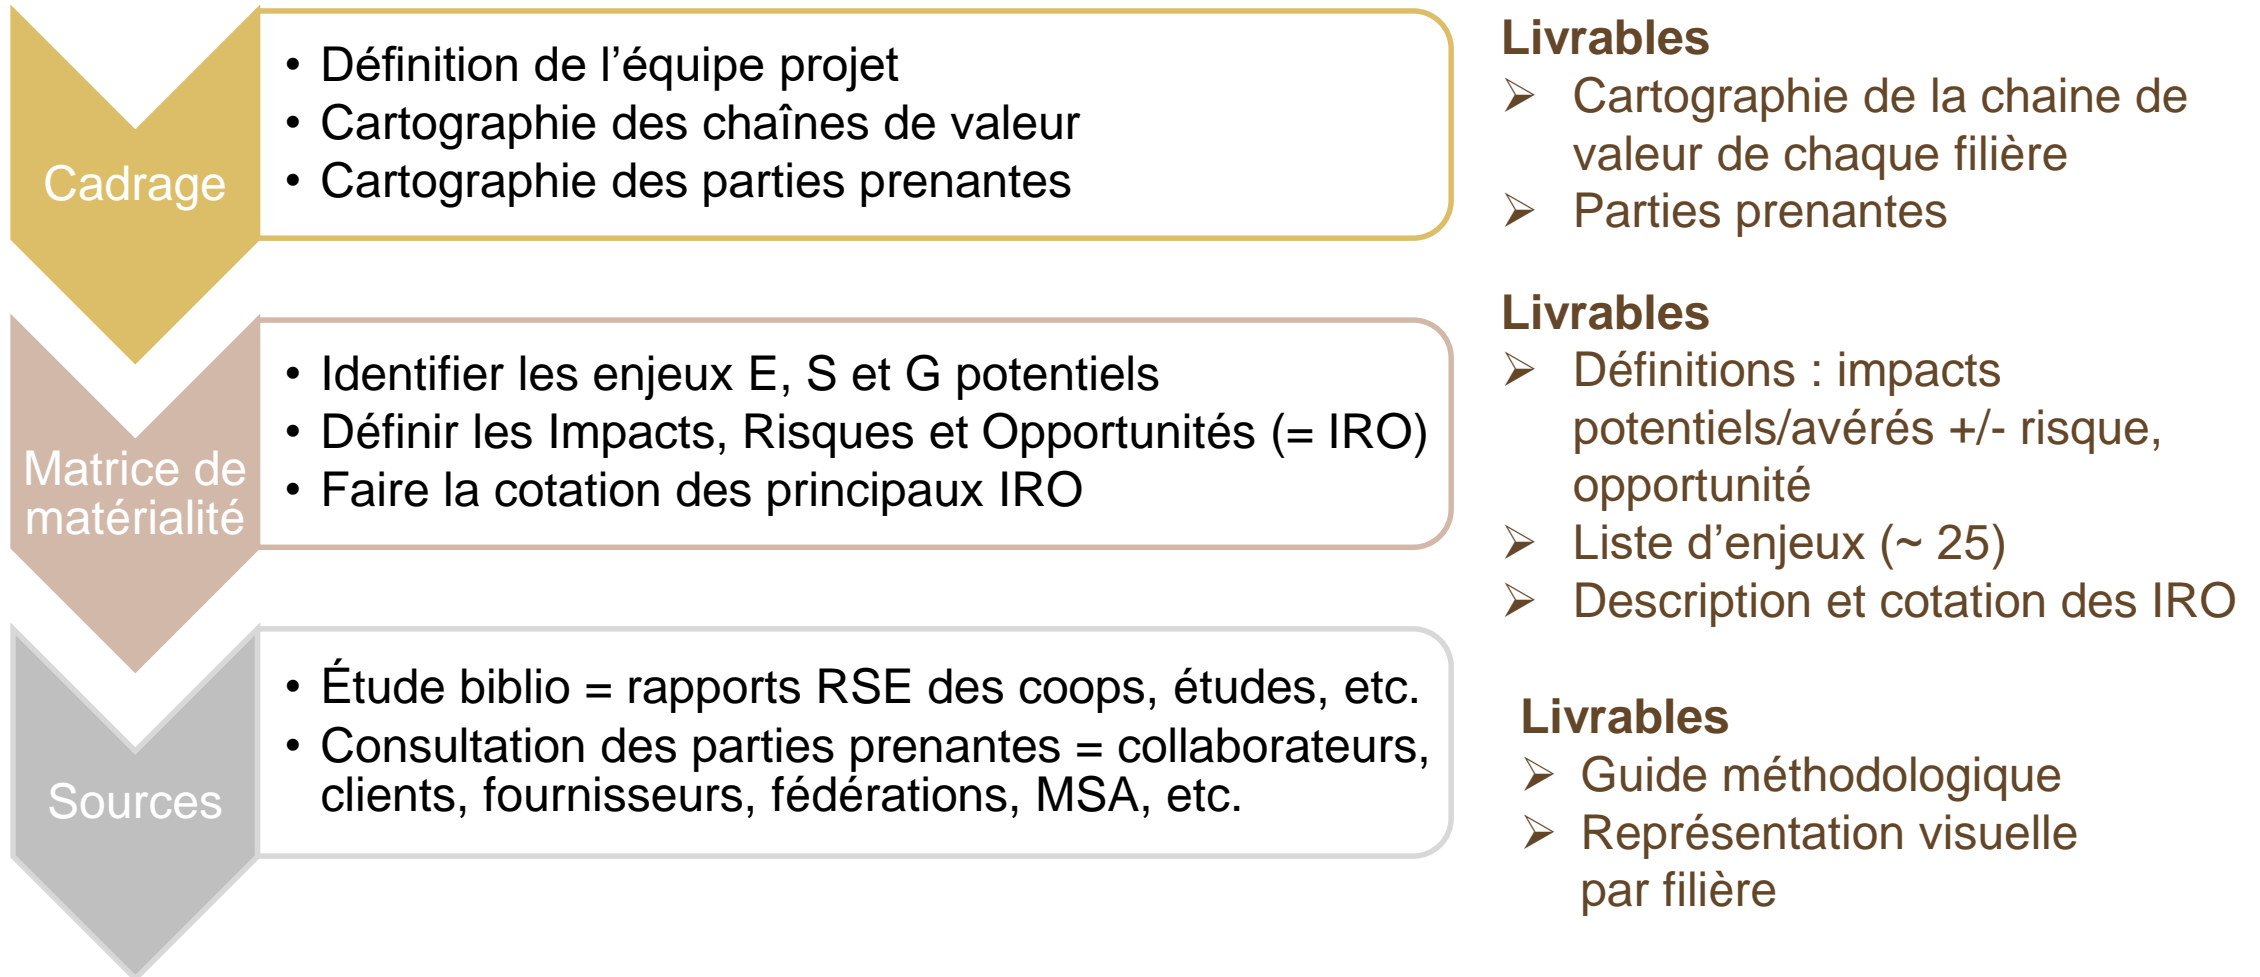 Cadrage
• Définition de l’équipe projet
• Cartographie des chaînes de valeur
• Cartographie des parties prenantes
Livrables
➢ Cartographie de la chaine de
valeur de chaque filière
➢ Parties prenantes
Matrice de
matérialité
• Identifier les enjeux E, S et G potentiels
• Définir les Impacts, Risques et Opportunités (= IRO)
• Faire la cotation des principaux IRO
Livrables
➢ Définitions : impacts
potentiels/avérés +/- risque,
opportunité
➢ Liste d’enjeux (~ 25)
➢ Description et cotation des IRO
Sources
• Étude biblio = rapports RSE des coops, études, etc.
• Consultation des parties prenantes = collaborateurs,
clients, fournisseurs, fédérations, MSA, etc.
Livrables
➢ Guide méthodologique
➢ Représentation visuelle
par filière